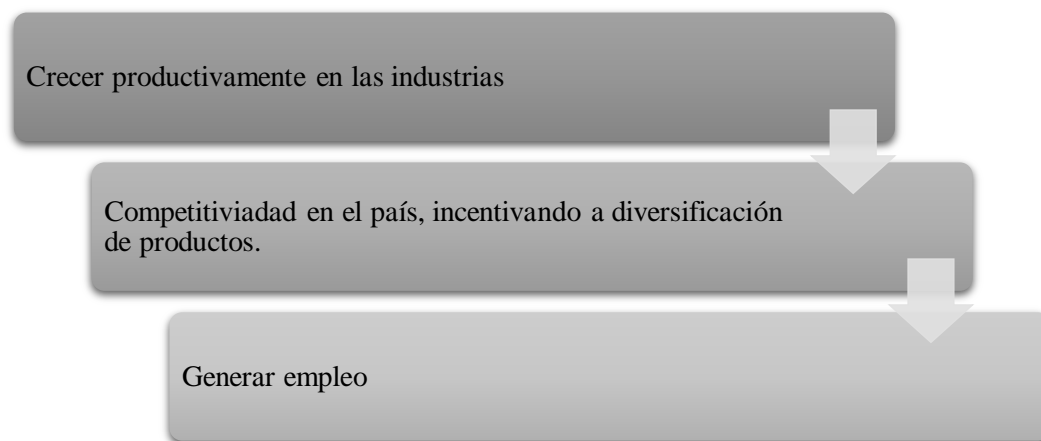 Crecer productivamente en las industrias
Competitiviadad en el país, incentivando a diversificación
de productos.
Generar empleo